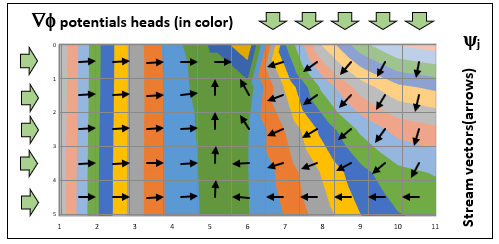 ∇ϕ potentials heads (in color)
ψj
0
1
2
3
4
5
1 2 3 4 5 6 7 8 9 10 11
Stream vectors(arrows)